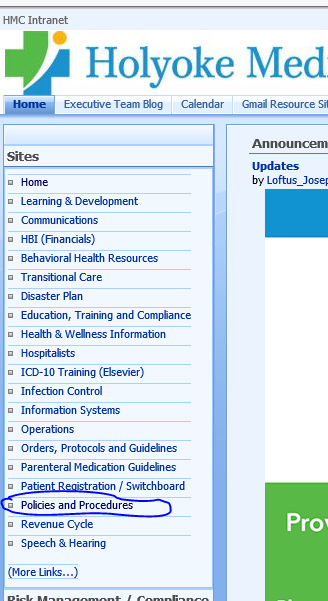 HMC Intranet
Holyoke Med
Home Executive Team Blog Calendar Gmail Resource Sit
Sites
Home
Learning & Development
Communications
HBI (Financials)
Behavioral Health Resources
Transitional Care
Disaster Plan
Education, Training and Compliance
Health & Wellness Information
Hospitalists
ICD-10 Training (Elsevier)
Infection Control
Information Systems
Operations
Orders, Protocols and Guidelines
Parenteral Medication Guidelines
Patient Registration / Switchboard
Policies and Procedures
Revenue Cycle
Speech & Hearing
(More Links...)
Risk Management / Compliance
Announcem
Updates
by Loftus_Josep
Prov